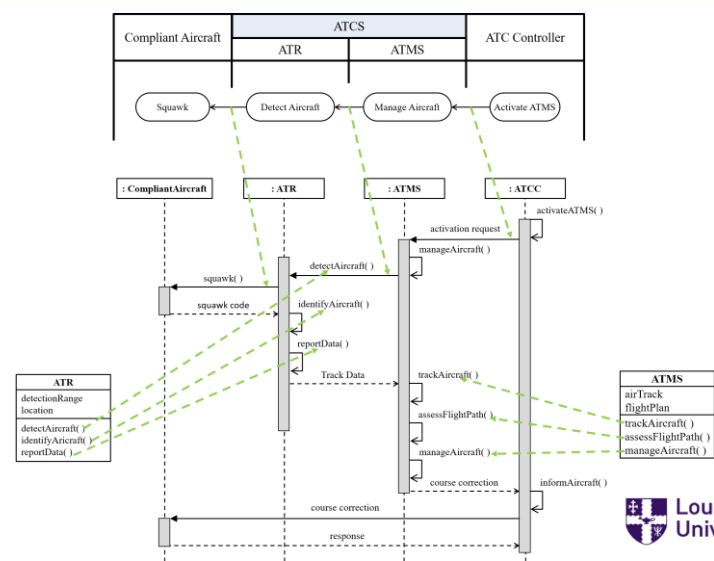 ATCS
Compliant Aircraft
ATR
ATMS
ATC Controller
Squawk
Detect Aircraft
Manage Aircraft
Activate ATMS
: CompliantAircraft
: ATR
: ATMS
: ATCC
activateATMS( )
activation request
manageAircraft( )
detectAircraft( )
squawk( )
squawk code
identifyAircraft( )
reportData( )
Track Data
trackAircraft( )
ATR
detectionRange
location
detectAircraft( )
identifyAricraft( )
reportData( )
ATMS
airTrack
flightPlan
trackAircraft( )
assessFlightPath( )
manageAircraft( )
assessFlightPath( )
manageAircraft( )
course correction
informAircraft( )
course correction
response
Lou
Univ